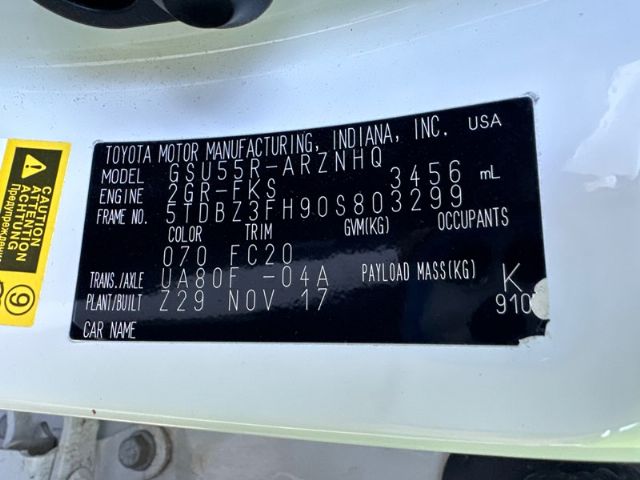 TOYOTA MOTOR MANUFACTURING, INDIANA, INC. USA
MODEL GSU55R-ARZNHQ
ENGINE 2GR-FKS 3456 mL
FRAME NO. 5TDBZ3FH90S803299
COLOR TRIM GVM(KG) OCCUPANTS
070 FC20
TRANS./AXLE UA80F -04A PAYLOAD MASS(KG) K
PLANT/BUILT Z29 NOV 17 910
CAR NAME
CAUTION
ACHTUNG
Предупрежде
9